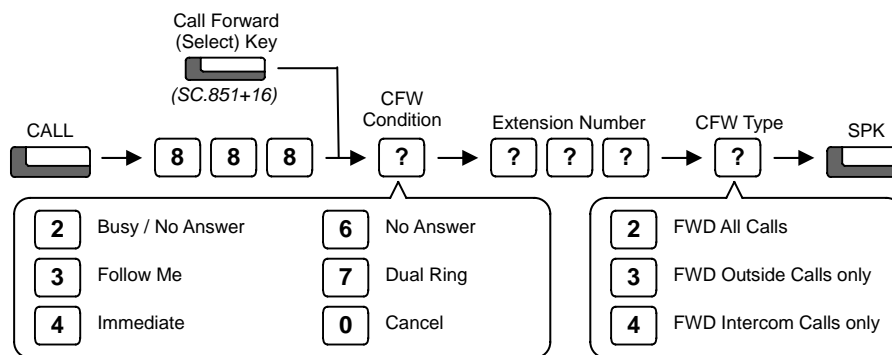 Call Forward
(Select) Key
(SC.851+16)
CFW
Condition
CALL
Extension Number
CFW Type
SPK
8 8 8 ? ? ? ? ?
2 Busy / No Answer
6 No Answer
3 Follow Me
7 Dual Ring
4 Immediate
0 Cancel
2 FWD All Calls
3 FWD Outside Calls only
4 FWD Intercom Calls only